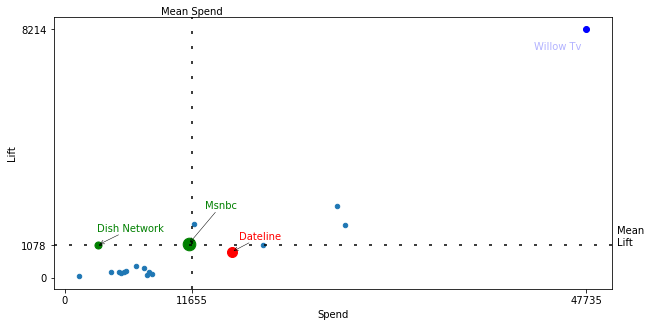 Mean Spend
8214
Willow Tv
Lift
Msnbc
Dish Network
Dateline
Mean
Lift
1078
0
0
11655
47735
Spend